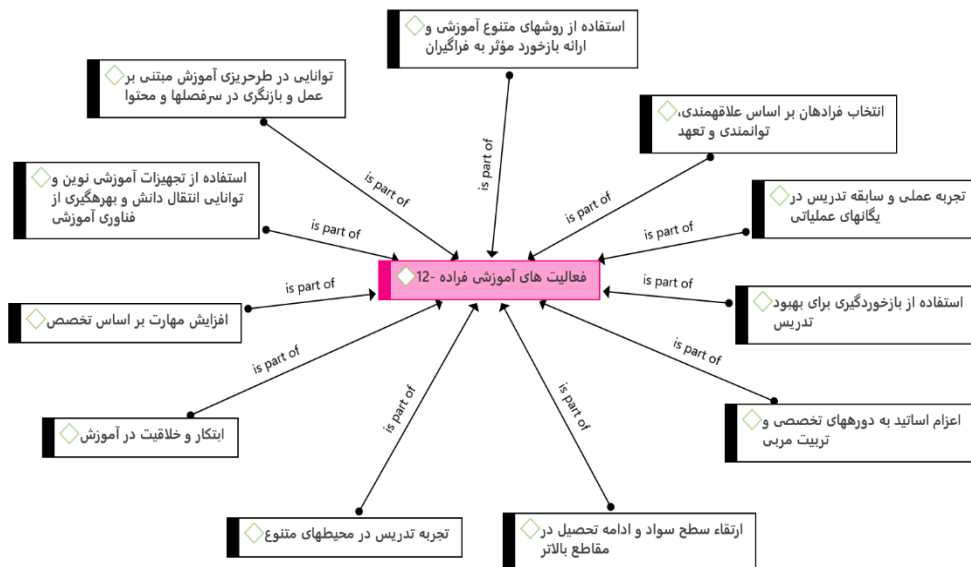 استفاده از روشهای متنوع آموزشی و
ارائه بازخورد مؤثر به فراگیران
توانایی در طرحریزی آموزش مبتنی بر
عمل و بازنگری در سرفصلها و محتوا
انتخاب فرادهان بر اساس علاقهمندی،
توانمندی و تعهد
is part of
is part of
is part of
استفاده از تجهیزات آموزشی نوین و
توانایی انتقال دانش و بهرهگیری از
فناوری آموزشی
تجربه عملی و سابقه تدریس در
یگانهای عملیاتی
is part of
is part of
12- فعالیت های آموزشی فراده
is part of
is part of
افزایش مهارت بر اساس تخصص
استفاده از بازخوردگیری برای بهبود
تدریس
is part of
is part of
is part of
is part of
ابتکار و خلاقیت در آموزش
اعزام اساتید به دورههای تخصصی و
تربیت مربی
تجربه تدریس در محیطهای متنوع
ارتقاء سطح سواد و ادامه تحصیل در
مقاطع بالاتر